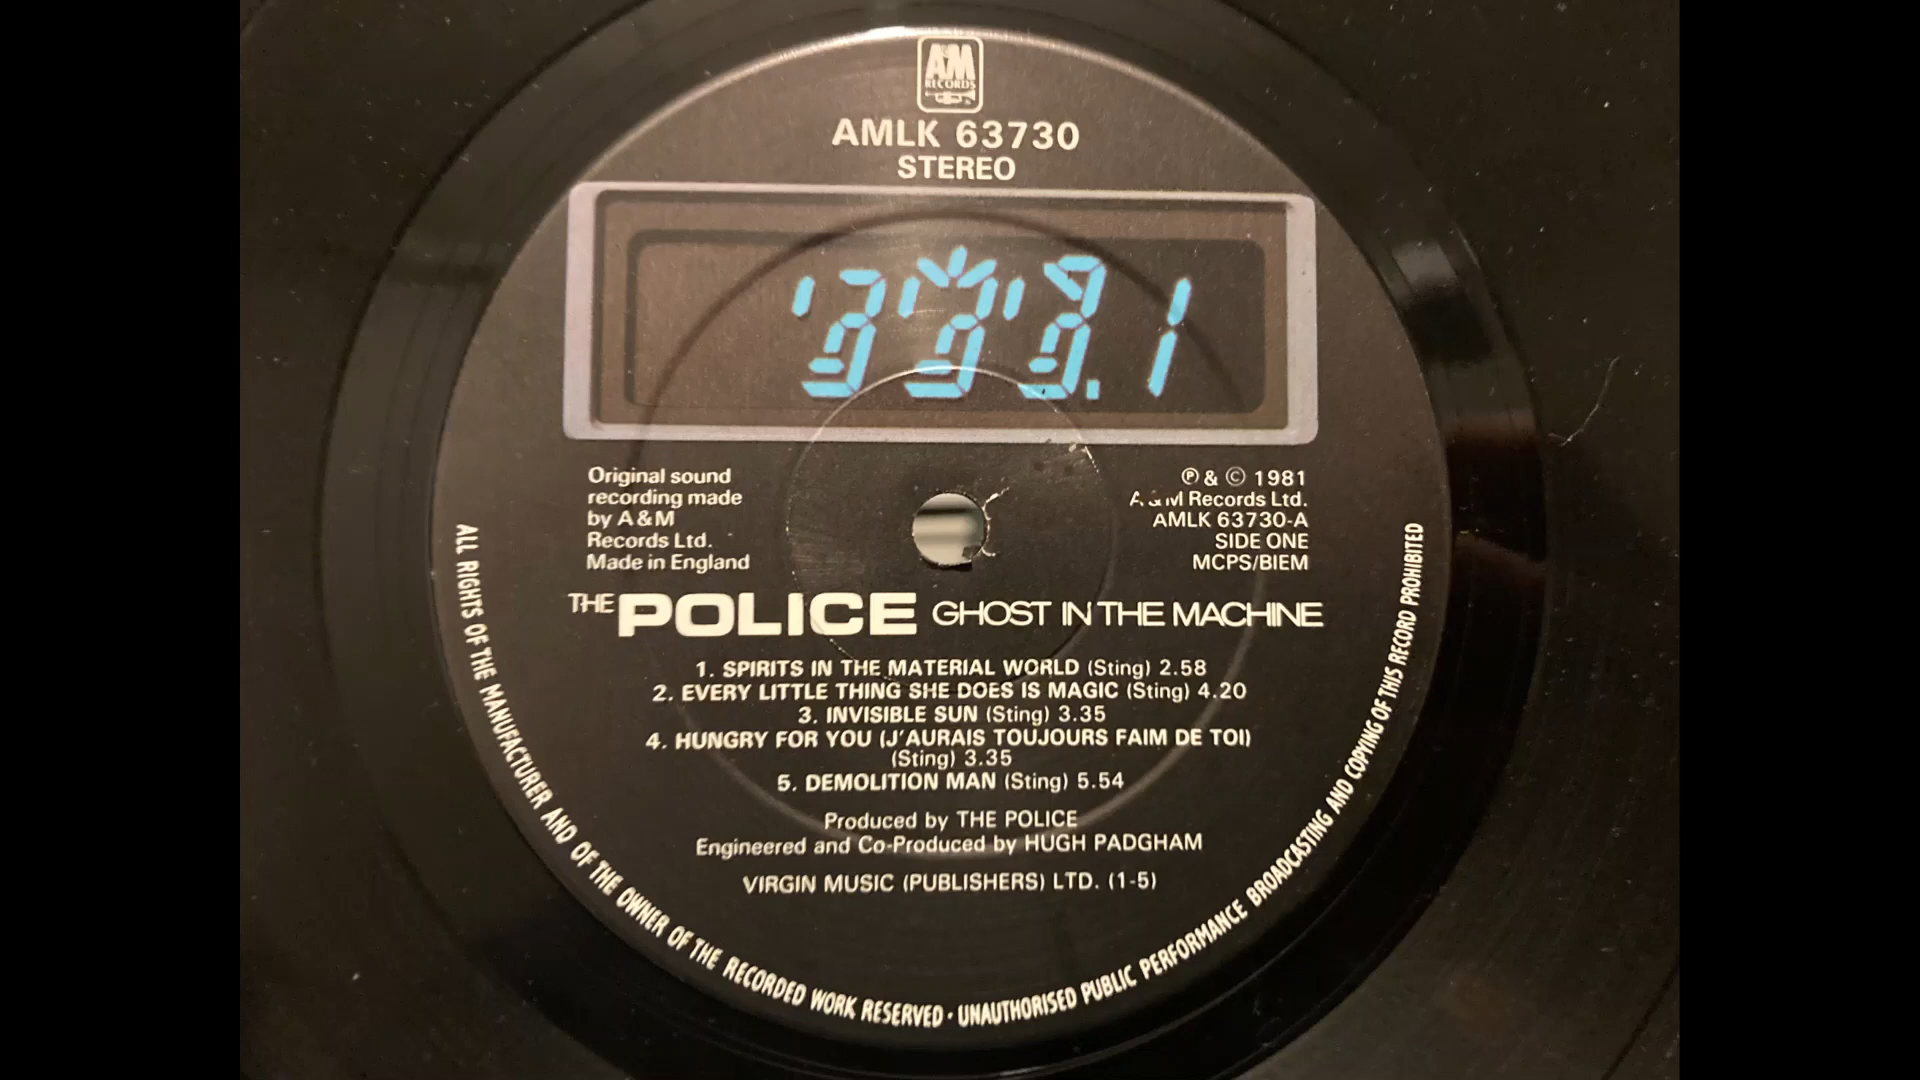 A&M
RECORDS
AMLK 63730
STEREO
.1
Original sound
recording made
by A&M
Records Ltd.
Made in England
℗ & © 1981
A&M Records Ltd.
AMLK 63730-A
SIDE ONE
MCPS/BIEM
THE POLICE GHOST IN THE MACHINE
1. SPIRITS IN THE MATERIAL WORLD (Sting) 2.58
2. EVERY LITTLE THING SHE DOES IS MAGIC (Sting) 4.20
3. INVISIBLE SUN (Sting) 3.35
4. HUNGRY FOR YOU (J'AURAIS TOUJOURS FAIM DE TOI)
(Sting) 3.35
5. DEMOLITION MAN (Sting) 5.54
Produced by THE POLICE
Engineered and Co-Produced by HUGH PADGHAM
VIRGIN MUSIC (PUBLISHERS) LTD. (1-5)
ALL RIGHTS OF THE MANUFACTURER AND OF THE OWNER OF THE RECORDED WORK RESERVED · UNAUTHORISED PUBLIC PERFORMANCE BROADCASTING AND COPYING OF THIS RECORD PROHIBITED